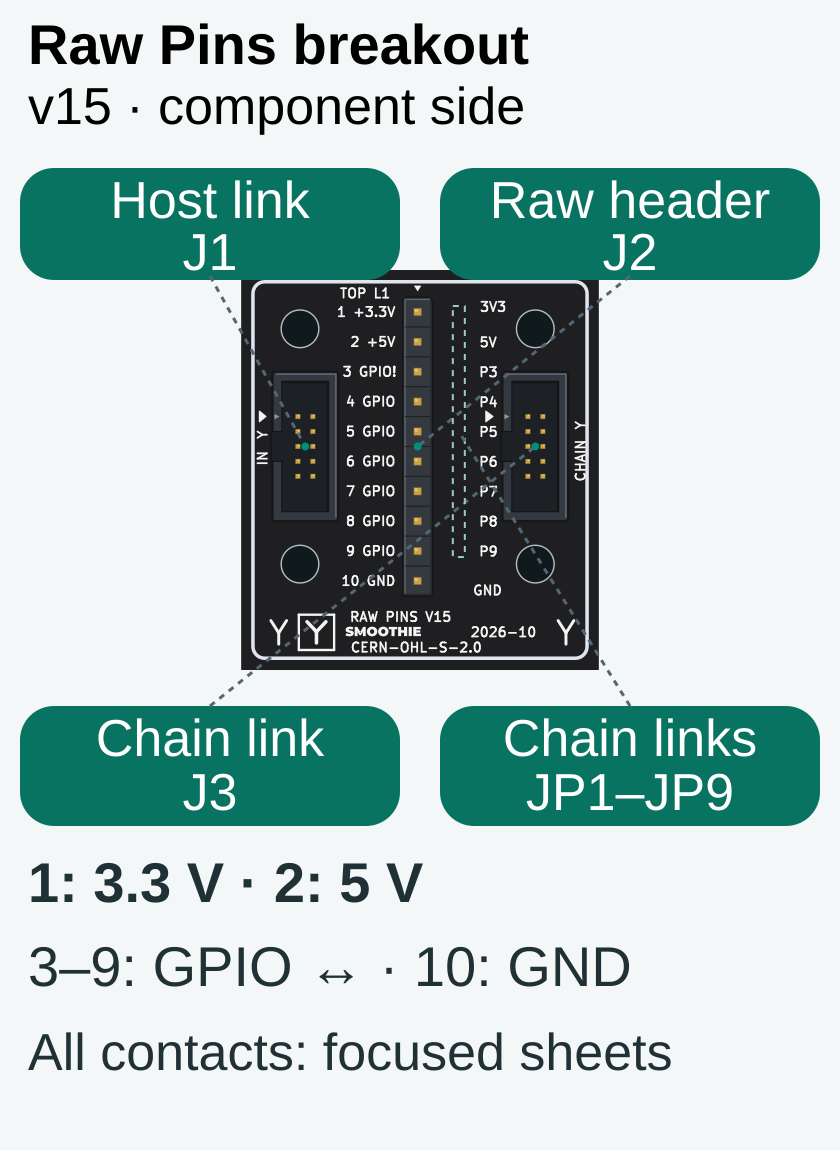 Raw Pins breakout
v15 · component side
Host link
J1
Raw header
J2
TOP L1
1 +3.3V
2 +5V
3 GPIO!
4 GPIO
5 GPIO
6 GPIO
7 GPIO
8 GPIO
9 GPIO
10 GND
3V3
5V
P3
P4
P5
P6
P7
P8
P9
GND
IN Y
CHAIN Y
Y
Y
RAW PINS V15
SMOOTHIE
2026-10
CERN-OHL-S-2.0
Y
Chain link
J3
Chain links
JP1–JP9
1: 3.3 V · 2: 5 V
3–9: GPIO ↔ · 10: GND
All contacts: focused sheets